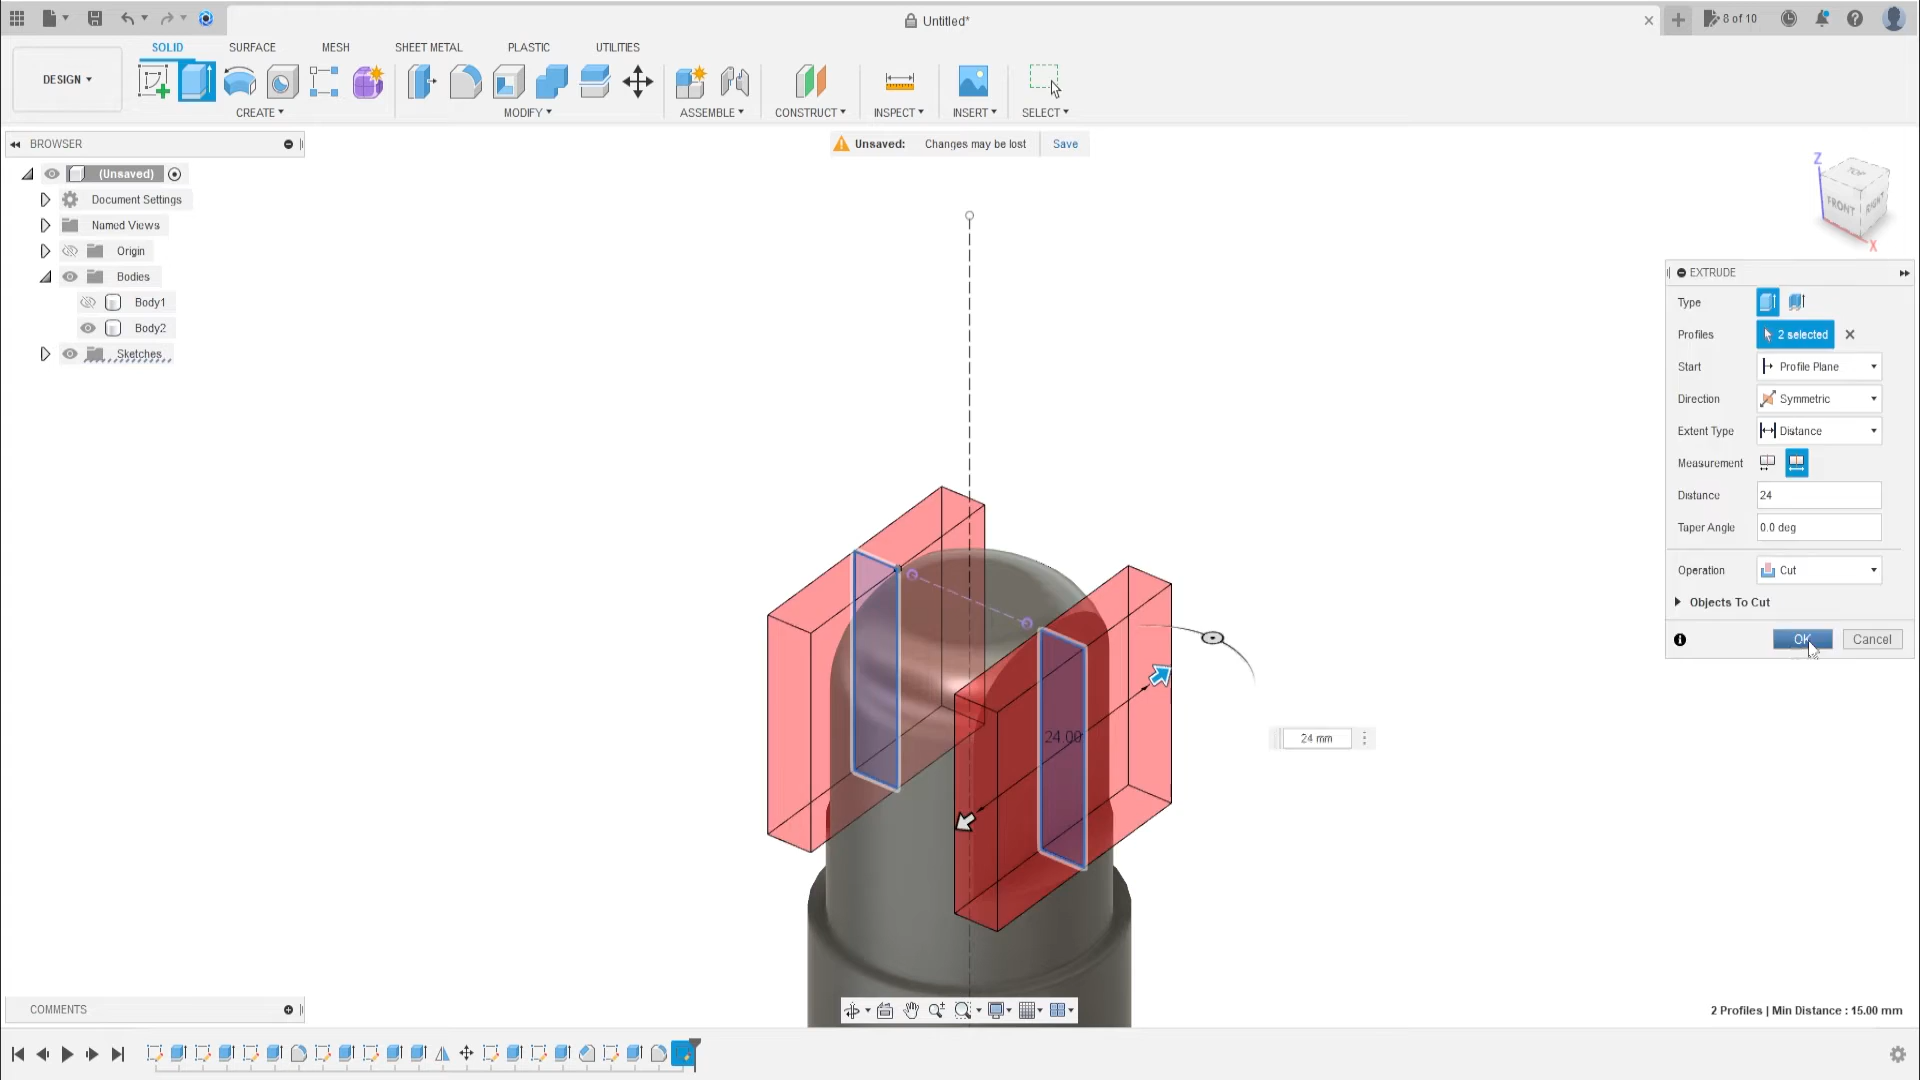 Untitled*
8 of 10
DESIGN
SOLID SURFACE MESH SHEET METAL PLASTIC UTILITIES
CREATE MODIFY ASSEMBLE CONSTRUCT INSPECT INSERT SELECT
BROWSER
Unsaved: Changes may be lost Save
(Unsaved)
Document Settings
Named Views
Origin
Bodies
Body1
Body2
Sketches
Z
TOP
FRONT RIGHT
X
EXTRUDE
Type
Profiles 2 selected
Start Profile Plane
Direction Symmetric
Extent Type Distance
Measurement
Distance 24
Taper Angle 0.0 deg
Operation Cut
Objects To Cut
OK Cancel
24.00
24 mm
COMMENTS
2 Profiles | Min Distance : 15.00 mm